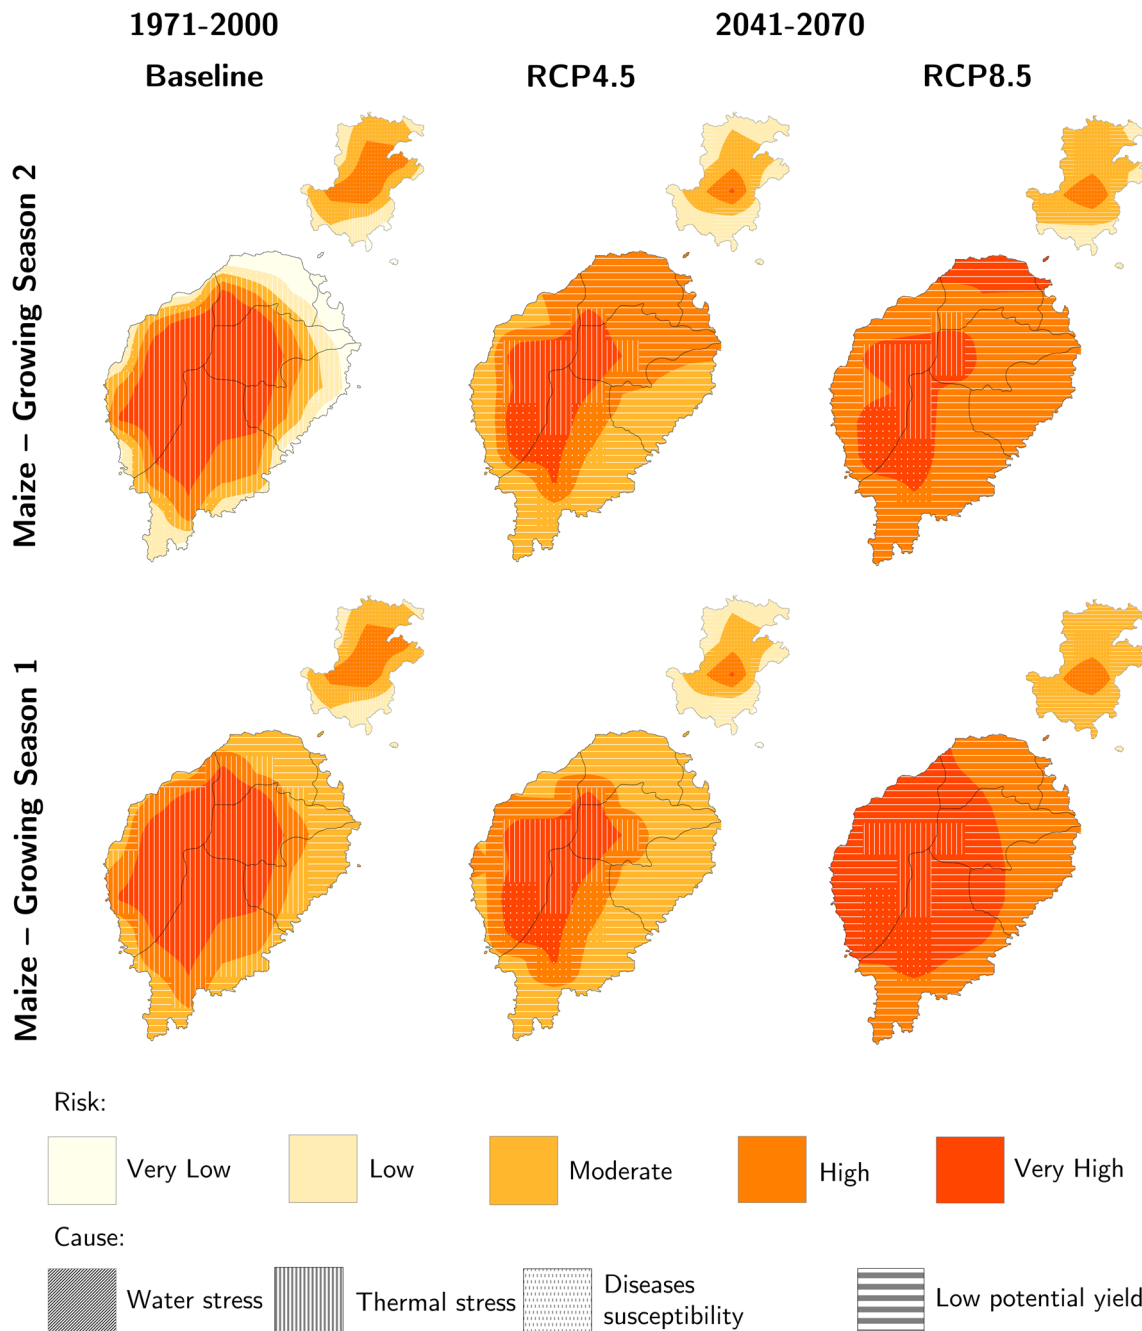 1971-2000
2041-2070
Baseline
RCP4.5
RCP8.5
Maize – Growing Season 2
Maize – Growing Season 1
Risk:
Very Low
Low
Moderate
High
Very High
Cause:
Water stress
Thermal stress
Diseases
susceptibility
Low potential yield